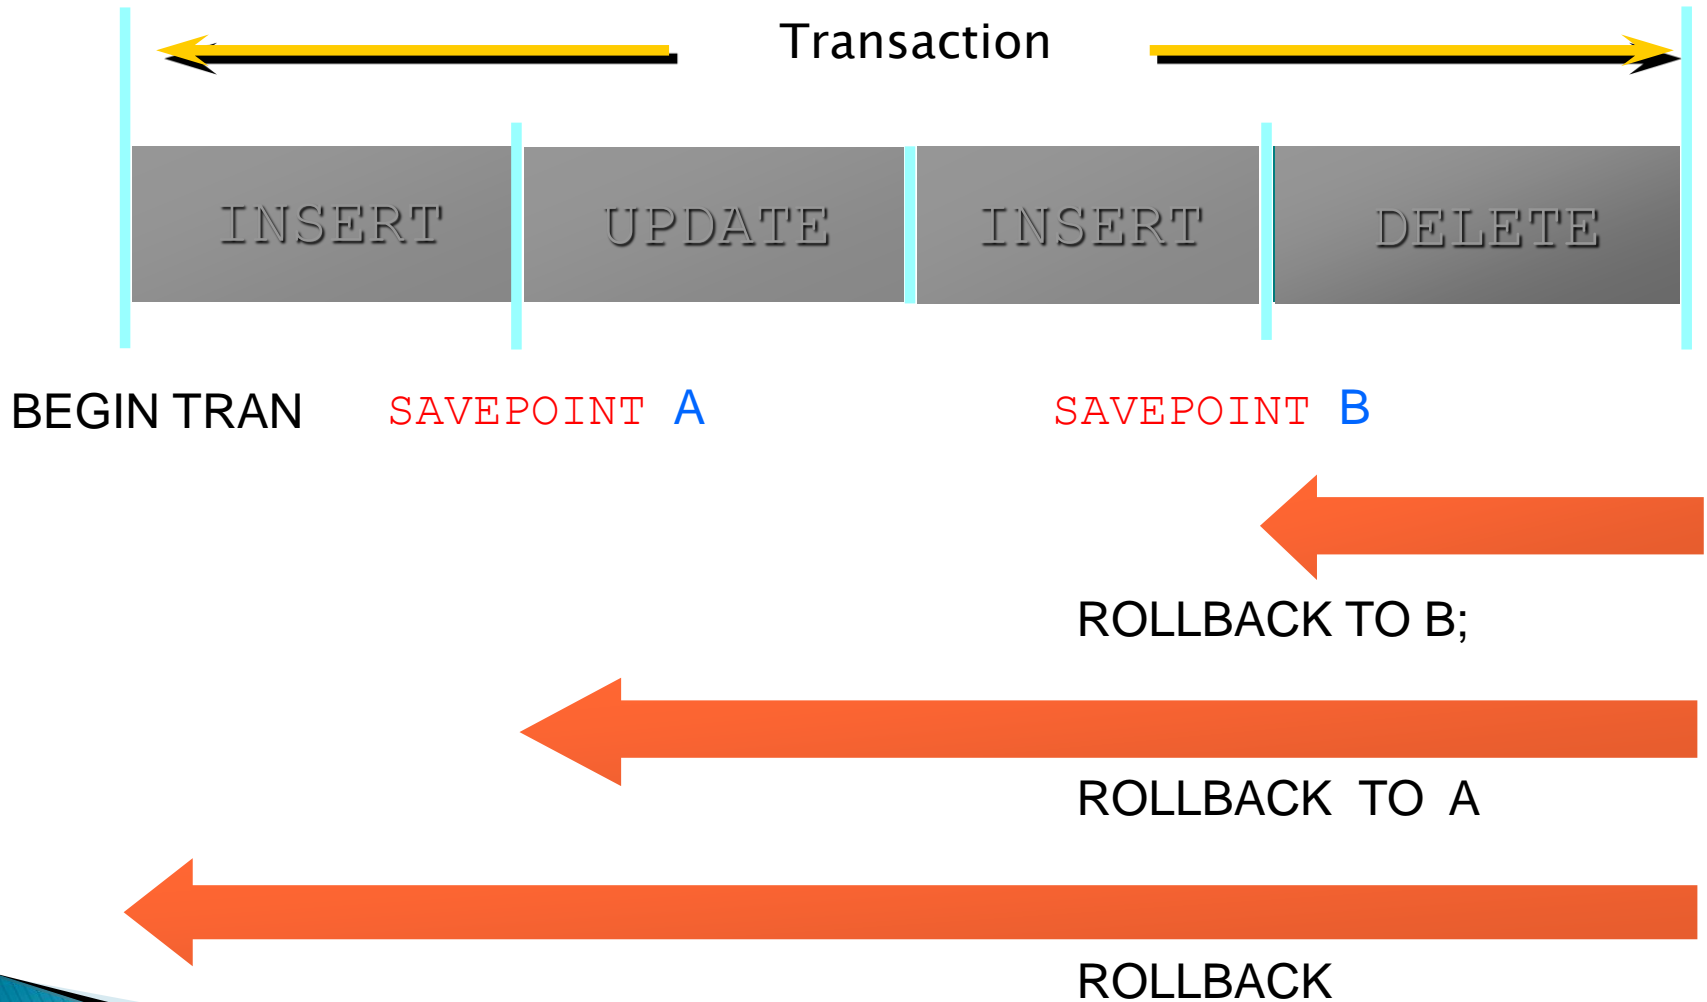 Transaction
INSERT UPDATE INSERT DELETE
BEGIN TRAN SAVEPOINT A SAVEPOINT B
ROLLBACK TO B;
ROLLBACK TO A
ROLLBACK